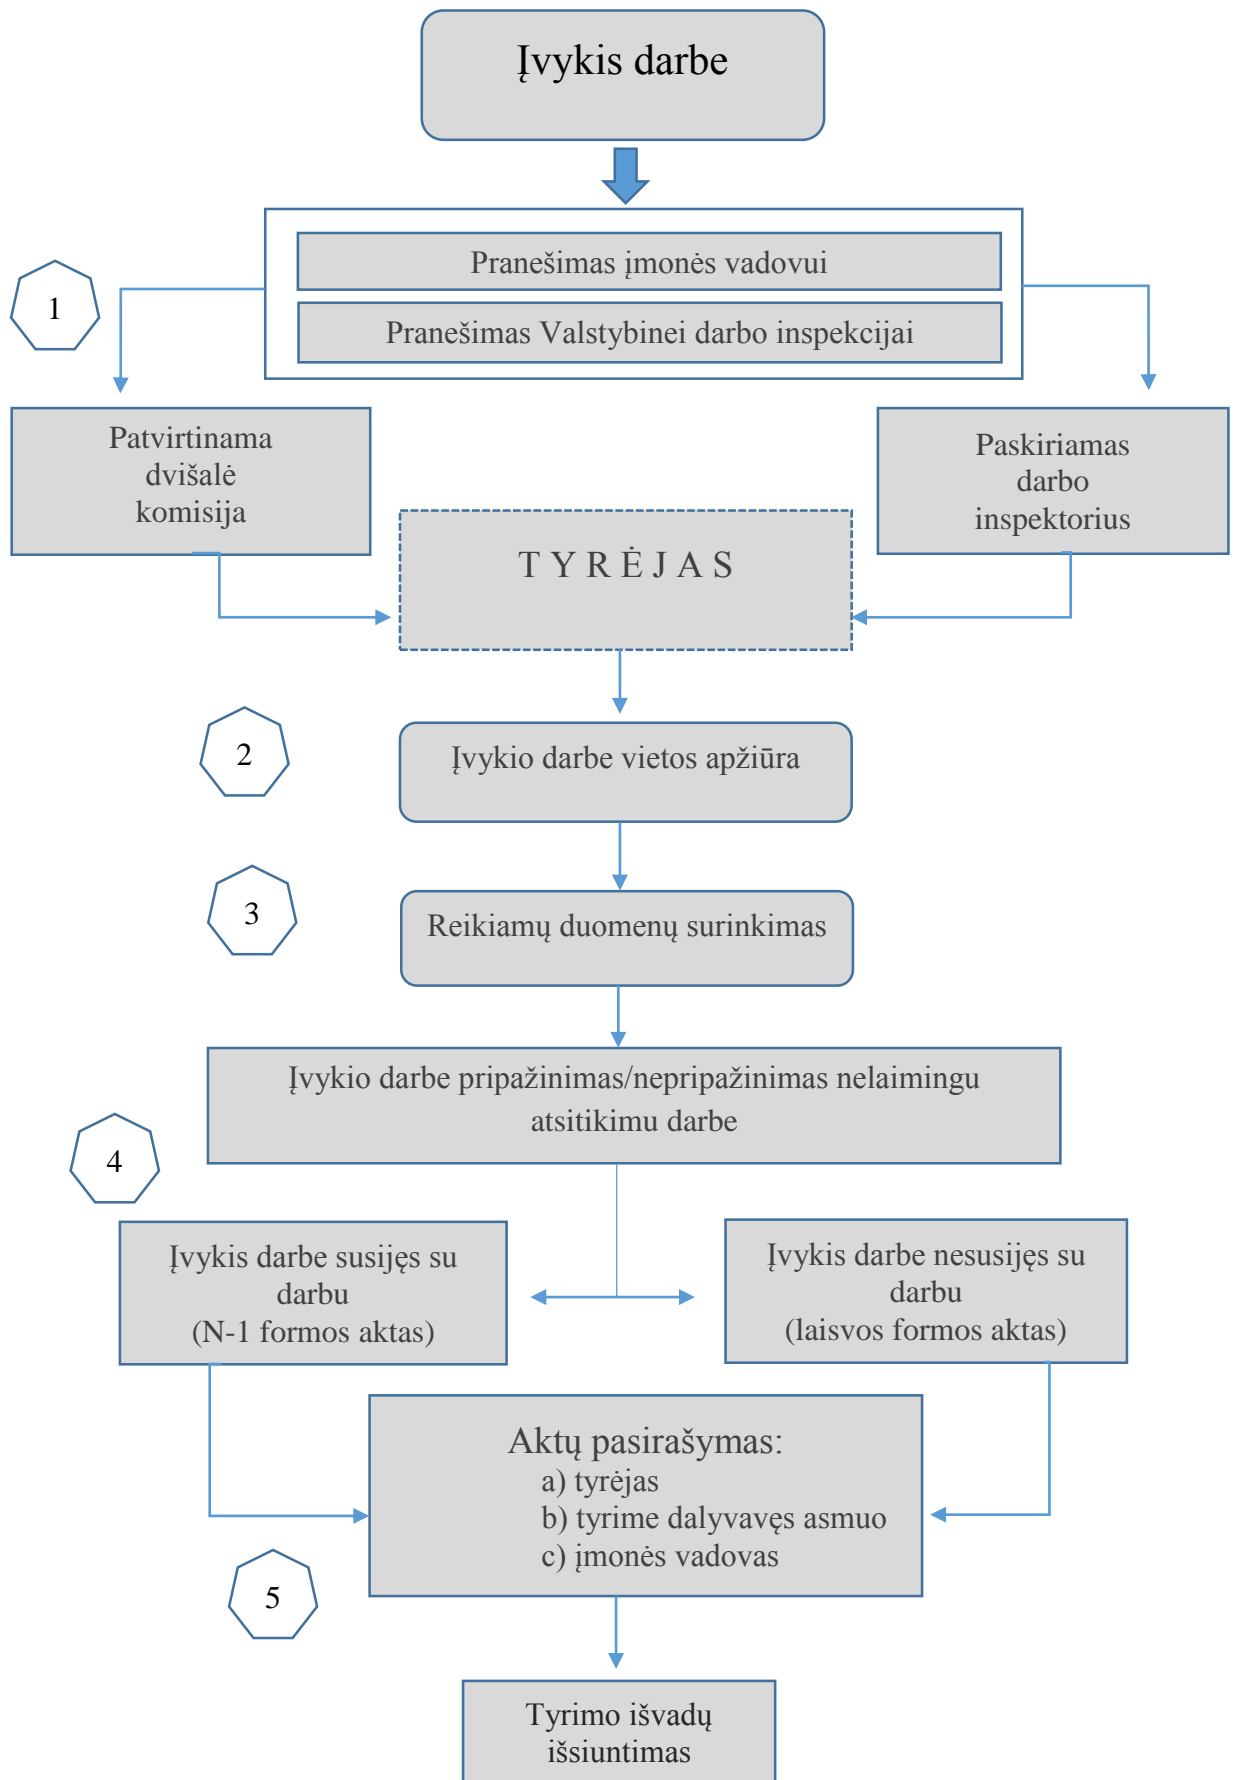 Įvykis darbe
Pranešimas įmonės vadovui
1
Pranešimas Valstybinei darbo inspekcijai
Patvirtinama
dvišalė
komisija
Paskiriamas
darbo
inspektorius
T Y R Ė J A S
2
Įvykio darbe vietos apžiūra
3
Reikiamų duomenų surinkimas
Įvykio darbe pripažinimas/nepripažinimas nelaimingu
atsitikimu darbe
4
Įvykis darbe susijęs su
darbu
(N-1 formos aktas)
Įvykis darbe nesusijęs su
darbu
(laisvos formos aktas)
Aktų pasirašymas:
a) tyrėjas
b) tyrime dalyvavęs asmuo
c) įmonės vadovas
5
Tyrimo išvadų
išsiuntimas